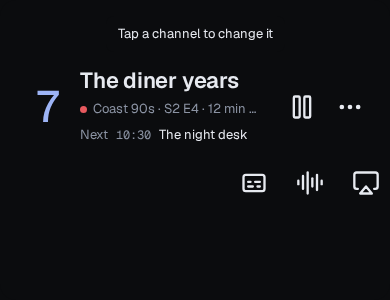 Tap a channel to change it
7
The diner years
Coast 90s · S2 E4 · 12 min …
Next 10:30 The night desk